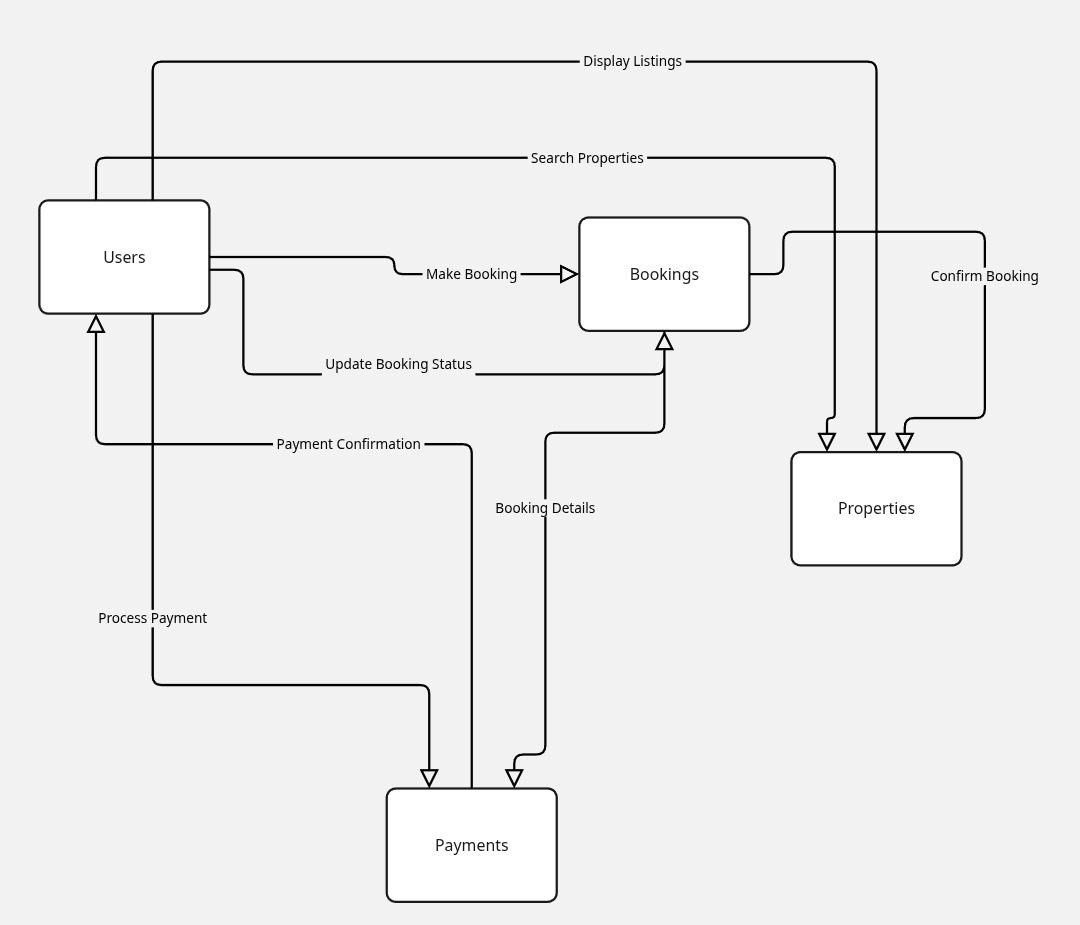 Display Listings
Search Properties
Users
Make Booking
Bookings
Confirm Booking
Update Booking Status
Payment Confirmation
Booking Details
Properties
Process Payment
Payments